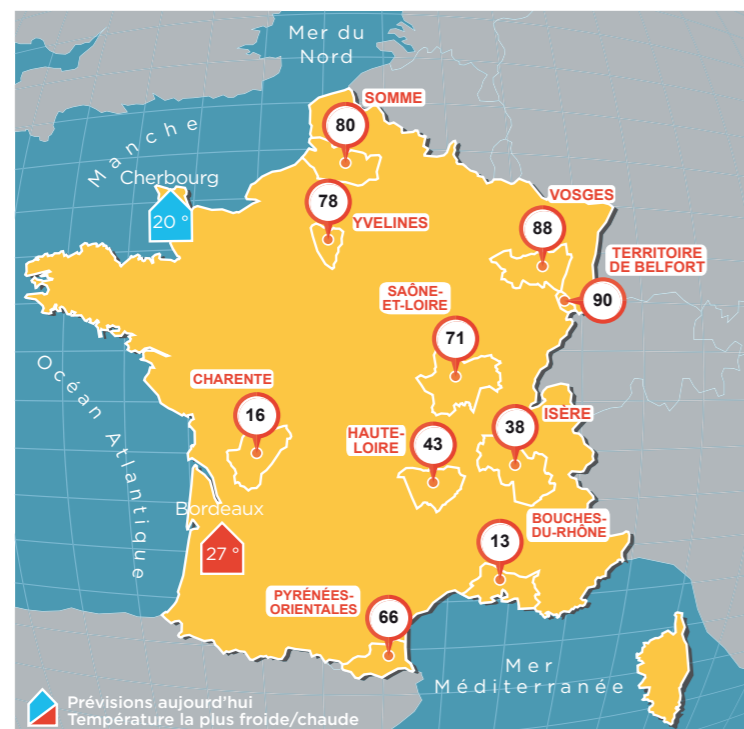 Mer du
Nord
SOMME
80
Manche
Cherbourg
20 °
78
YVELINES
VOSGES
88
TERRITOIRE
DE BELFORT
90
SAÔNE-
ET-LOIRE
71
Océan Atlantique
CHARENTE
16
HAUTE-
LOIRE
43
ISÈRE
38
Bordeaux
27 °
BOUCHES-
DU-RHÔNE
13
PYRÉNÉES-
ORIENTALES
66
Mer
Méditerranée
Prévisions aujourd'hui
Température la plus froide/chaude